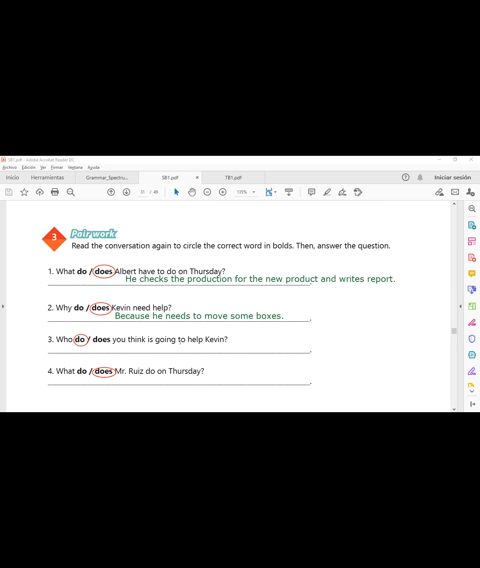 SB1.pdf - Adobe Acrobat Reader DC
Archivo Edición Ver Firmar Ventana Ayuda
Inicio Herramientas Grammar_Spectru... SB1.pdf × TB1.pdf Iniciar sesión
31 / 48 135%
3 Pair work
Read the conversation again to circle the correct word in bolds. Then, answer the question.
1. What do / does Albert have to do on Thursday?
He checks the production for the new product and writes report.
2. Why do / does Kevin need help?
Because he needs to move some boxes.
3. Who do / does you think is going to help Kevin?
4. What do / does Mr. Ruiz do on Thursday?